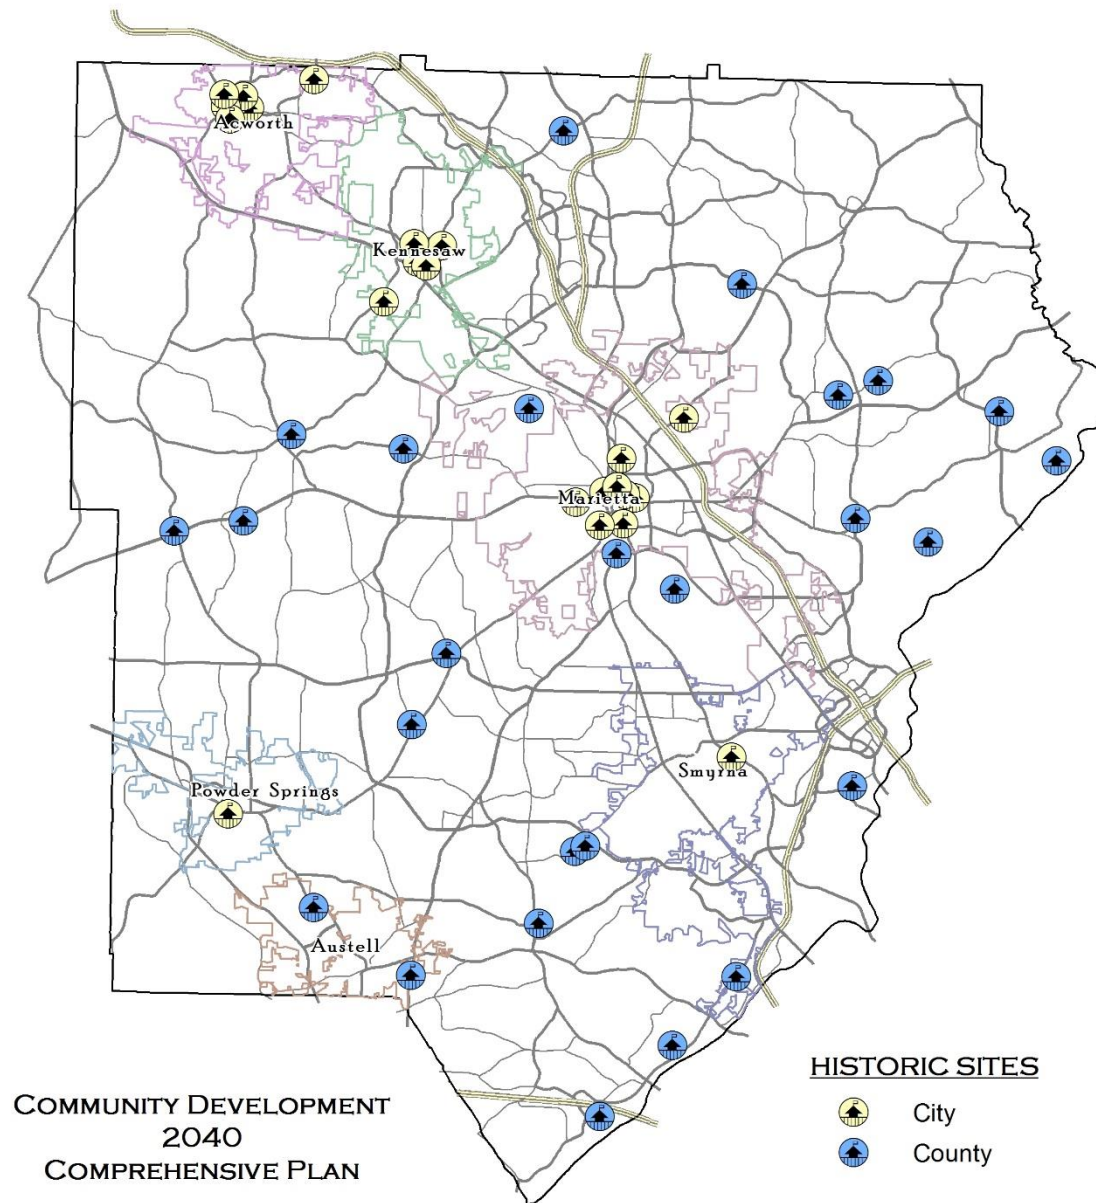 Acworth
Kennesaw
Marietta
Smyrna
Powder Springs
Austell
HISTORIC SITES
City
County
COMMUNITY DEVELOPMENT
2040
COMPREHENSIVE PLAN